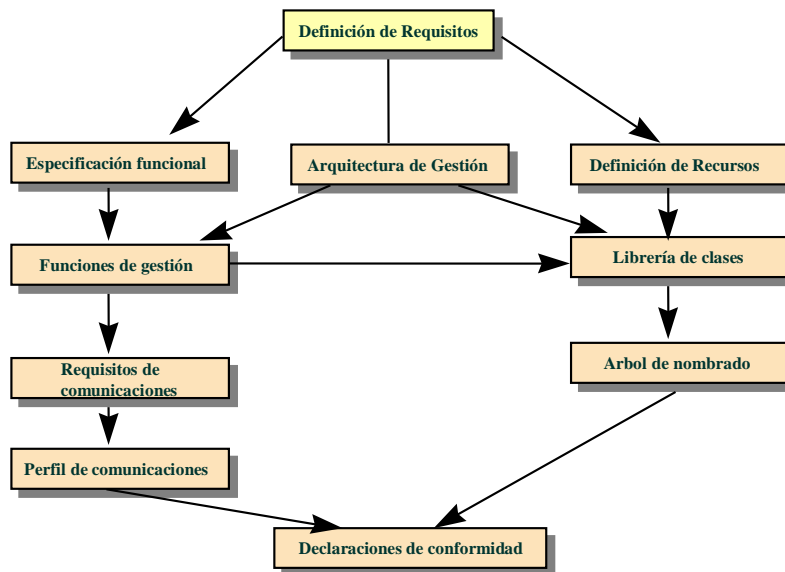 Definición de Requisitos
Especificación funcional
Arquitectura de Gestión
Definición de Recursos
Funciones de gestión
Librería de clases
Requisitos de
comunicaciones
Arbol de nombrado
Perfil de comunicaciones
Declaraciones de conformidad